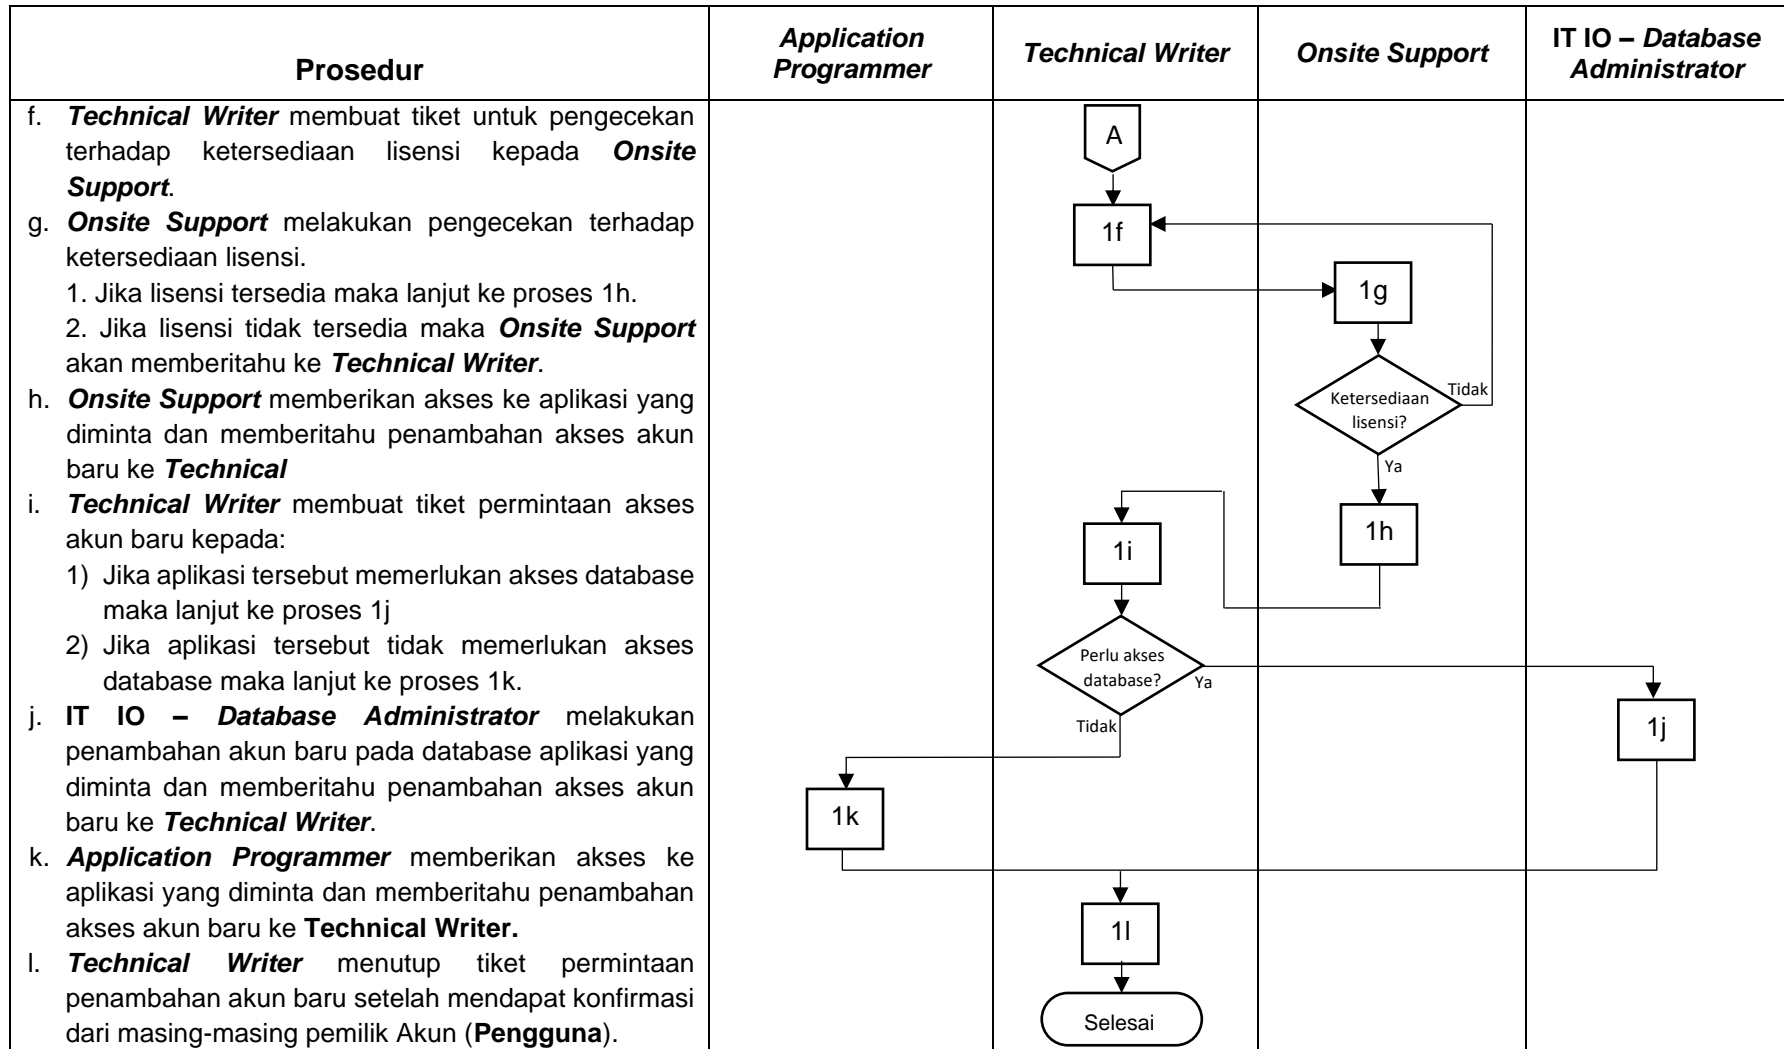 Prosedur
Application
Programmer
Technical Writer
Onsite Support
IT IO – Database
Administrator
f. Technical Writer membuat tiket untuk pengecekan
terhadap ketersediaan lisensi kepada Onsite
Support.
g. Onsite Support melakukan pengecekan terhadap
ketersediaan lisensi.
1. Jika lisensi tersedia maka lanjut ke proses 1h.
2. Jika lisensi tidak tersedia maka Onsite Support
akan memberitahu ke Technical Writer.
h. Onsite Support memberikan akses ke aplikasi yang
diminta dan memberitahu penambahan akses akun
baru ke Technical
i. Technical Writer membuat tiket permintaan akses
akun baru kepada:
1) Jika aplikasi tersebut memerlukan akses database
maka lanjut ke proses 1j
2) Jika aplikasi tersebut tidak memerlukan akses
database maka lanjut ke proses 1k.
j. IT IO – Database Administrator melakukan
penambahan akun baru pada database aplikasi yang
diminta dan memberitahu penambahan akses akun
baru ke Technical Writer.
k. Application Programmer memberikan akses ke
aplikasi yang diminta dan memberitahu penambahan
akses akun baru ke Technical Writer.
l. Technical Writer menutup tiket permintaan
penambahan akun baru setelah mendapat konfirmasi
dari masing-masing pemilik Akun (Pengguna).
A
1f
1g
Ketersediaan
lisensi?
Tidak
Ya
1h
1i
Perlu akses
database?
Ya
Tidak
1j
1k
1l
Selesai